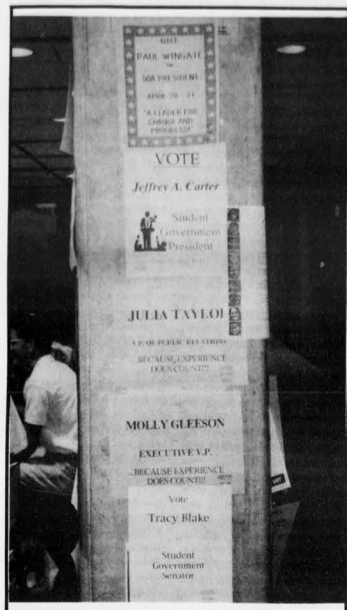 ELECT
PAUL WINGATE
SGA PRESIDENT
APRIL 20 - 21
"A LEADER FOR
CHANGE AND
PROGRESS"
VOTE
Jeffrey A. Carter
Student
Government
President
JULIA TAYLO
V.P. OF PUBLIC RELATIONS
...BECAUSE EXPERIENCE
DOES COUNT!!!
MOLLY GLEESON
EXECUTIVE V.P.
...BECAUSE EXPERIENCE
DOES COUNT!!!
Vote
Tracy Blake
Student
Government
Senator